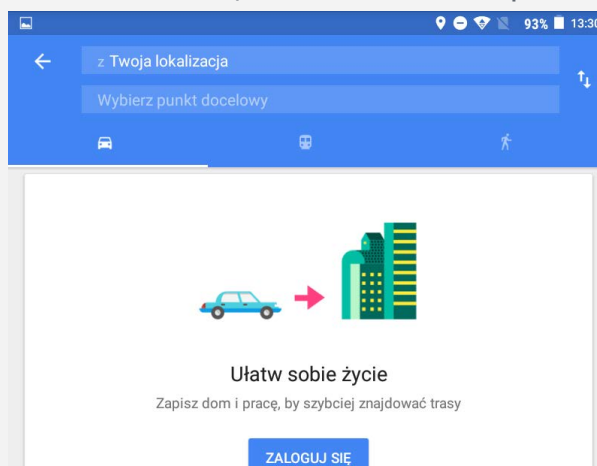 93% 13:30
z Twoja lokalizacja
Wybierz punkt docelowy
Ułatw sobie życie
Zapisz dom i pracę, by szybciej znajdować trasy
ZALOGUJ SIĘ